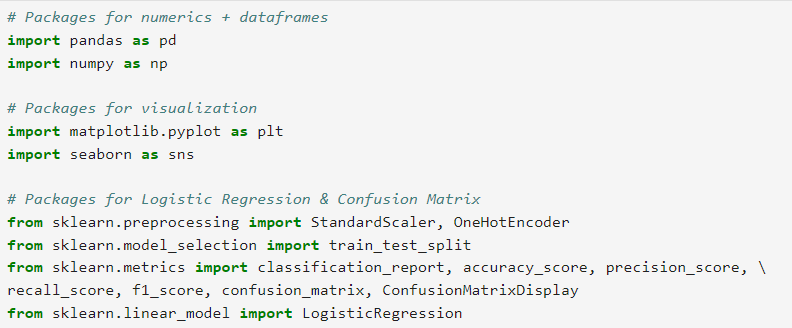 # Packages for numerics + dataframes
import pandas as pd
import numpy as np

# Packages for visualization
import matplotlib.pyplot as plt
import seaborn as sns

# Packages for Logistic Regression & Confusion Matrix
from sklearn.preprocessing import StandardScaler, OneHotEncoder
from sklearn.model_selection import train_test_split
from sklearn.metrics import classification_report, accuracy_score, precision_score, \
recall_score, f1_score, confusion_matrix, ConfusionMatrixDisplay
from sklearn.linear_model import LogisticRegression